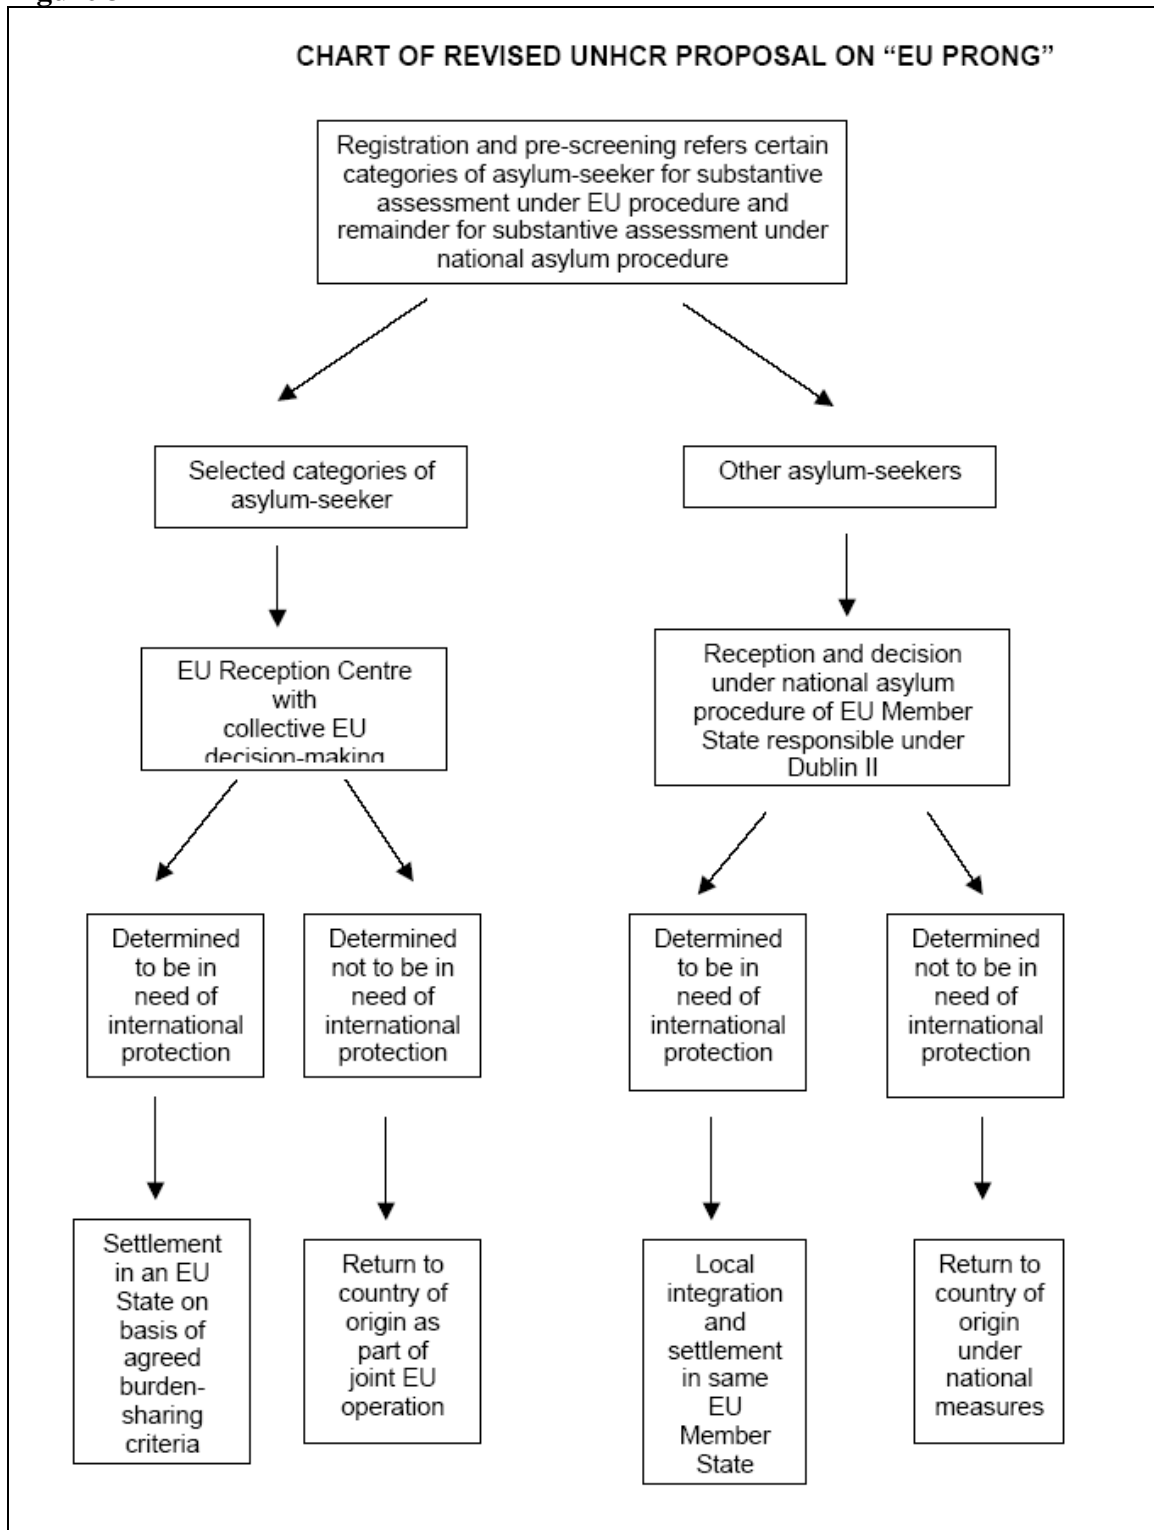 CHART OF REVISED UNHCR PROPOSAL ON “EU PRONG”
Registration and pre-screening refers certain
categories of asylum-seeker for substantive
assessment under EU procedure and
remainder for substantive assessment under
national asylum procedure
Selected categories of
asylum-seeker
Other asylum-seekers
EU Reception Centre
with
collective EU
decision-making
Reception and decision
under national asylum
procedure of EU Member
State responsible under
Dublin II
Determined
to be in
need of
international
protection
Determined
not to be in
need of
international
protection
Determined
to be in
need of
international
protection
Determined
not to be in
need of
international
protection
Settlement
in an EU
State on
basis of
agreed
burden-
sharing
criteria
Return to
country of
origin as
part of
joint EU
operation
Local
integration
and
settlement
in same
EU
Member
State
Return to
country of
origin
under
national
measures